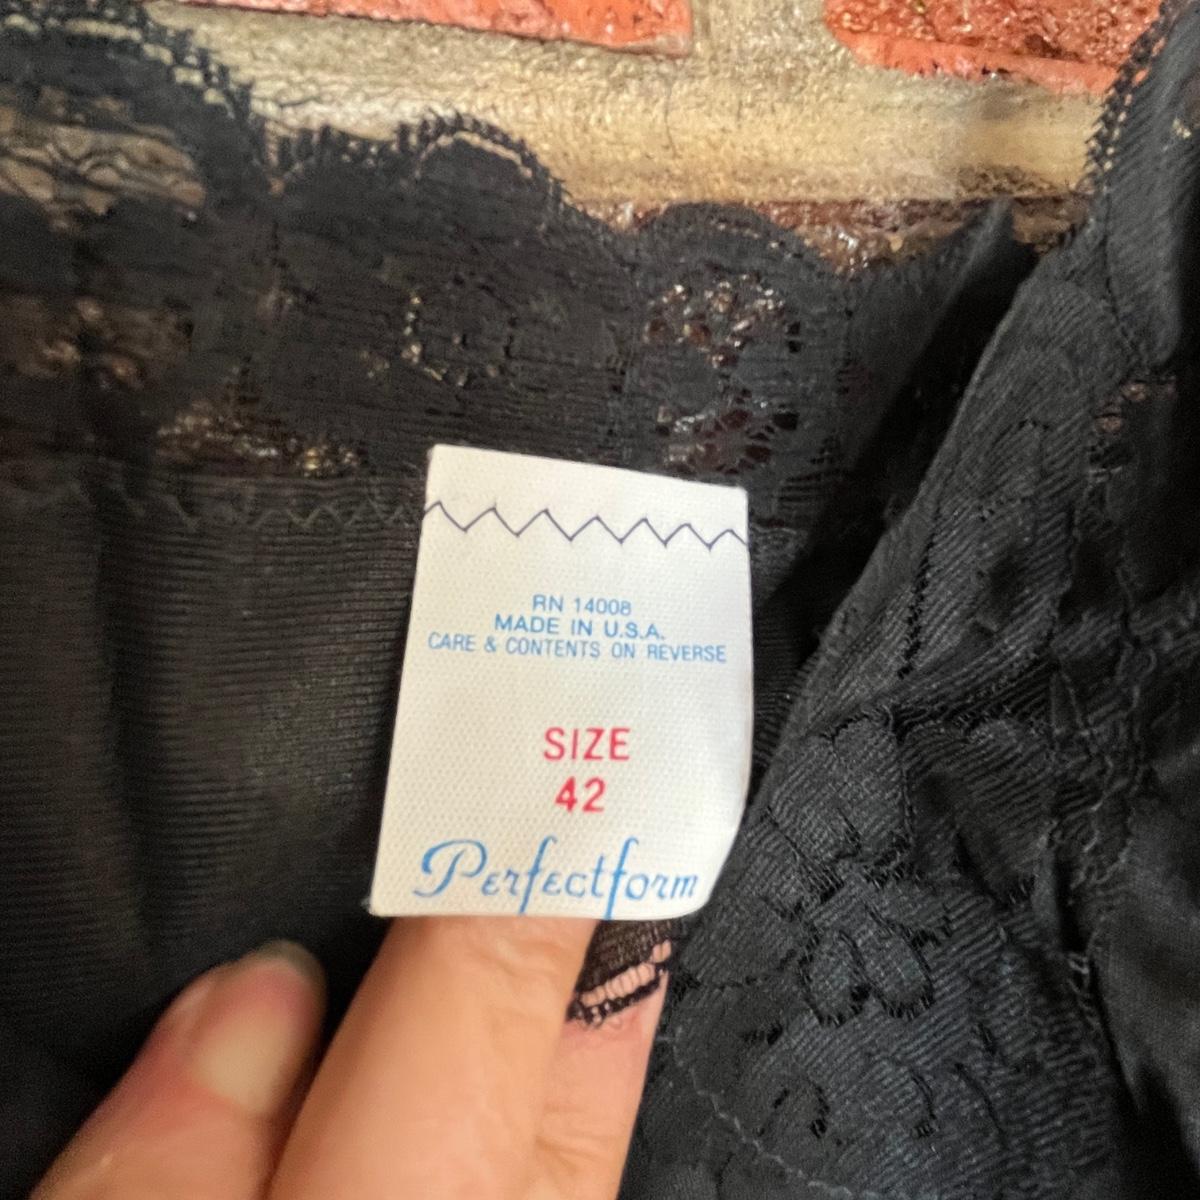 RN 14008
MADE IN U.S.A.
CARE & CONTENTS ON REVERSE
SIZE
42
Perfectform